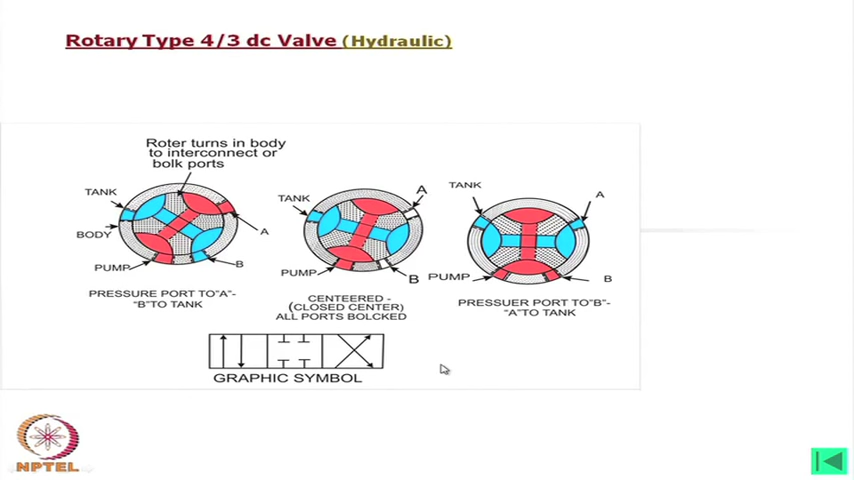 Rotary Type 4/3 dc Valve (Hydraulic)
Roter turns in body
to interconnect or
bolk ports
TANK
BODY
PUMP
A
B
PRESSURE PORT TO"A"-
"B"TO TANK
TANK
PUMP
A
B
CENTEERED -
(CLOSED CENTER)
ALL PORTS BOLCKED
TANK
PUMP
A
B
PRESSUER PORT TO"B"-
"A"TO TANK
GRAPHIC SYMBOL
NPTEL